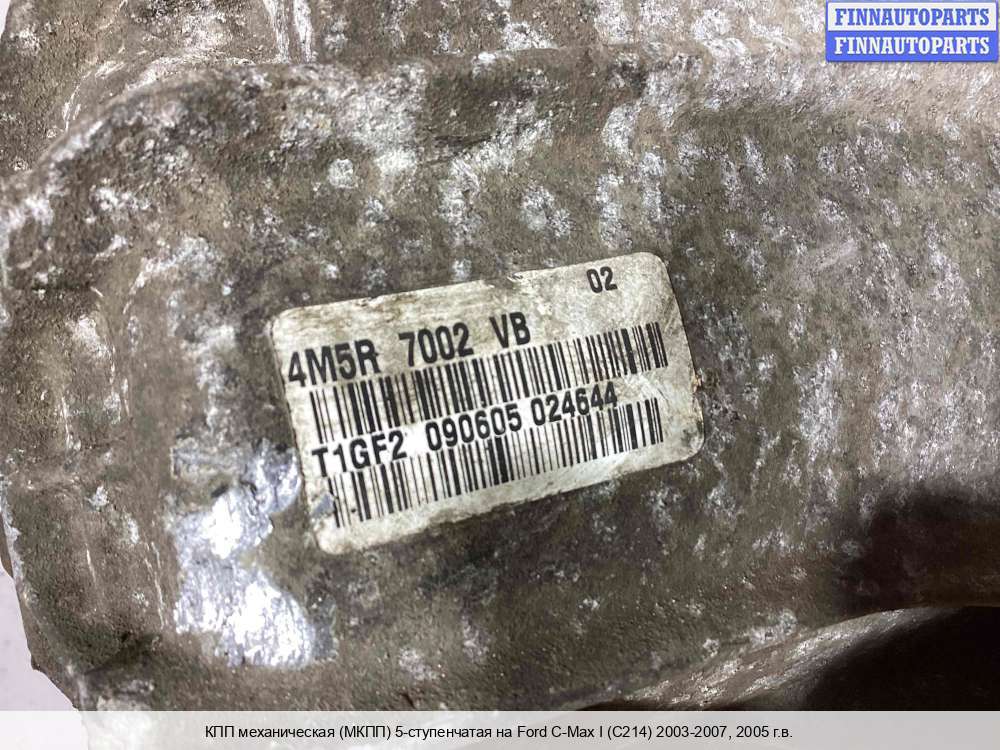 FINNAUTOPARTS
FINNAUTOPARTS
02
4M5R 7002 VB
T1GF2 090605 024644
КПП механическая (МКПП) 5-ступенчатая на Ford C-Max I (C214) 2003-2007, 2005 г.в.